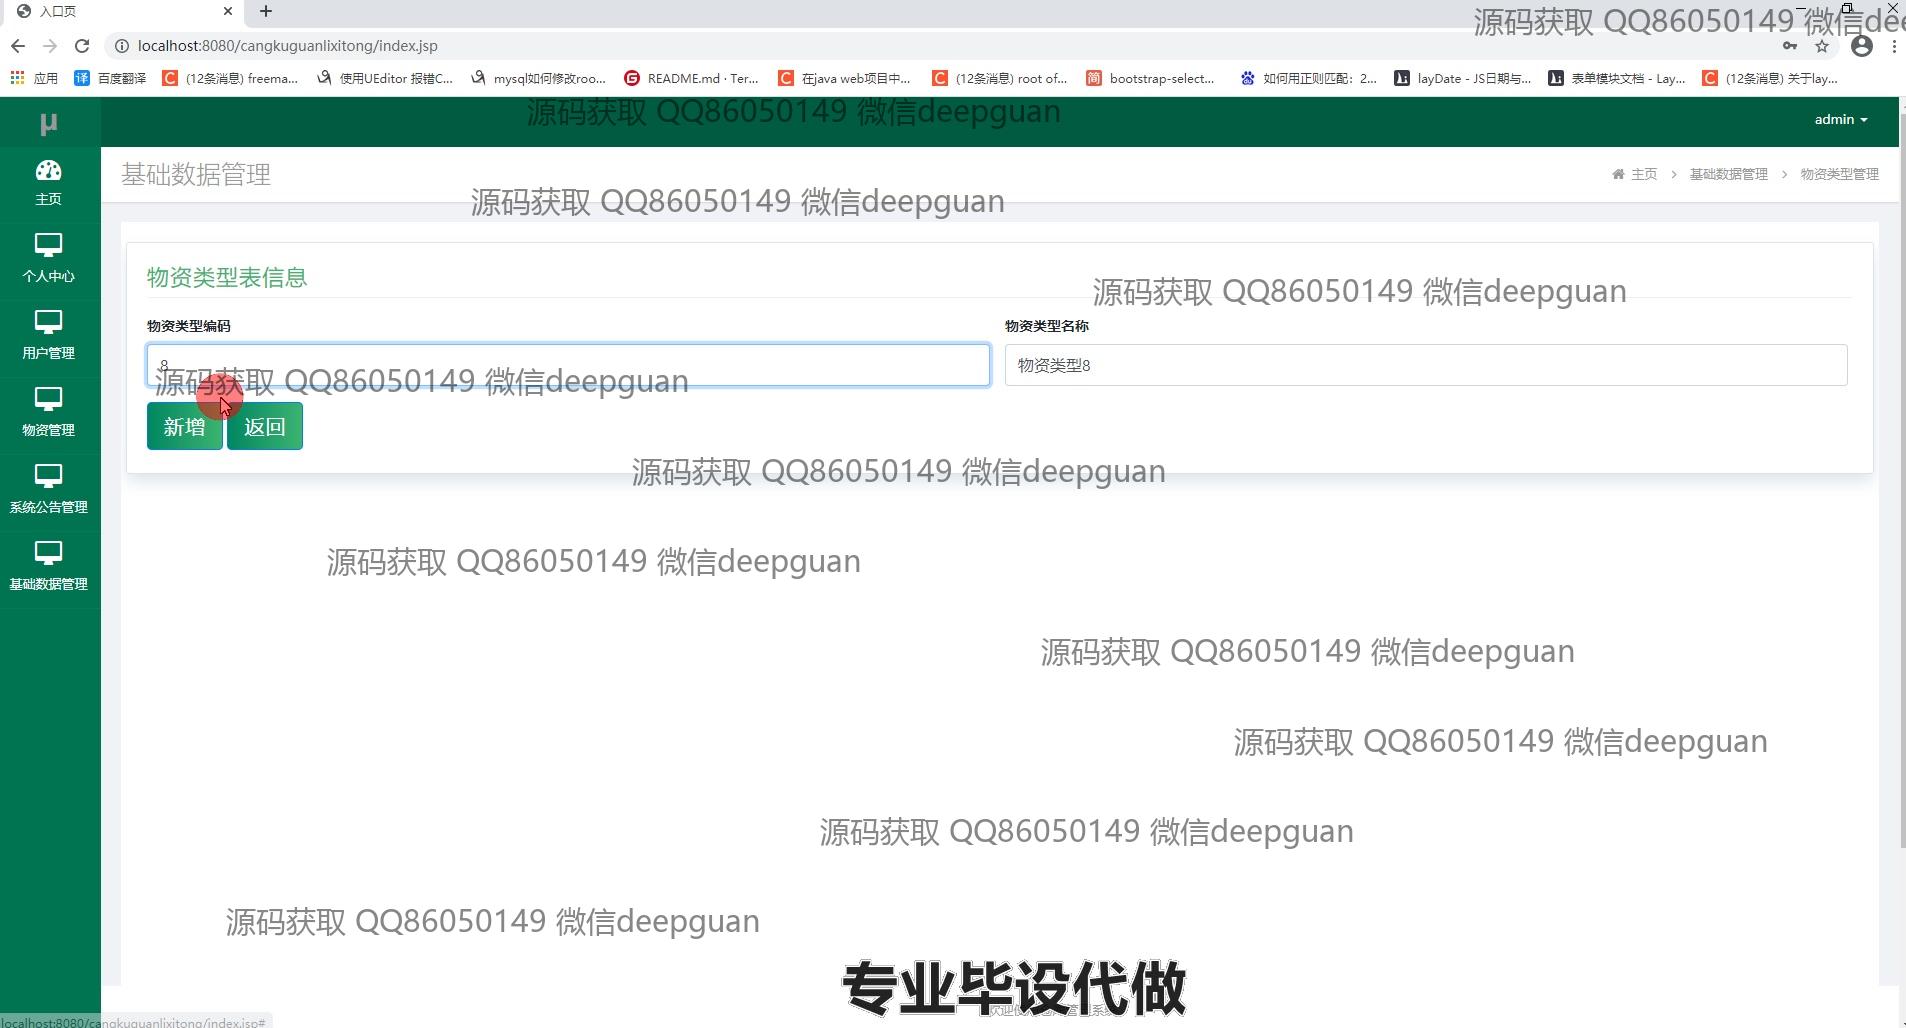 入口页
源码获取 QQ86050149 微信de
localhost:8080/cangkuguanlixitong/index.jsp
应用
百度翻译
(12条消息) freema...
使用UEditor 报错C...
mysql如何修改roo...
README.md · Ter...
在java web项目中...
(12条消息) root of...
bootstrap-select...
如何用正则匹配：2...
layDate - JS日期与...
表单模块文档 - Lay...
(12条消息) 关于lay...
μ
源码获取 QQ86050149 微信deepguan
admin
基础数据管理
主页 > 基础数据管理 > 物资类型管理
源码获取 QQ86050149 微信deepguan
主页
个人中心
用户管理
物资管理
系统公告管理
基础数据管理
物资类型表信息
源码获取 QQ86050149 微信deepguan
物资类型编码
物资类型名称
8
物资类型8
源码获取 QQ86050149 微信deepguan
新增
返回
源码获取 QQ86050149 微信deepguan
源码获取 QQ86050149 微信deepguan
源码获取 QQ86050149 微信deepguan
源码获取 QQ86050149 微信deepguan
源码获取 QQ86050149 微信deepguan
源码获取 QQ86050149 微信deepguan
专业毕设代做
localhost:8080/cangkuguanlixitong/index.jsp#